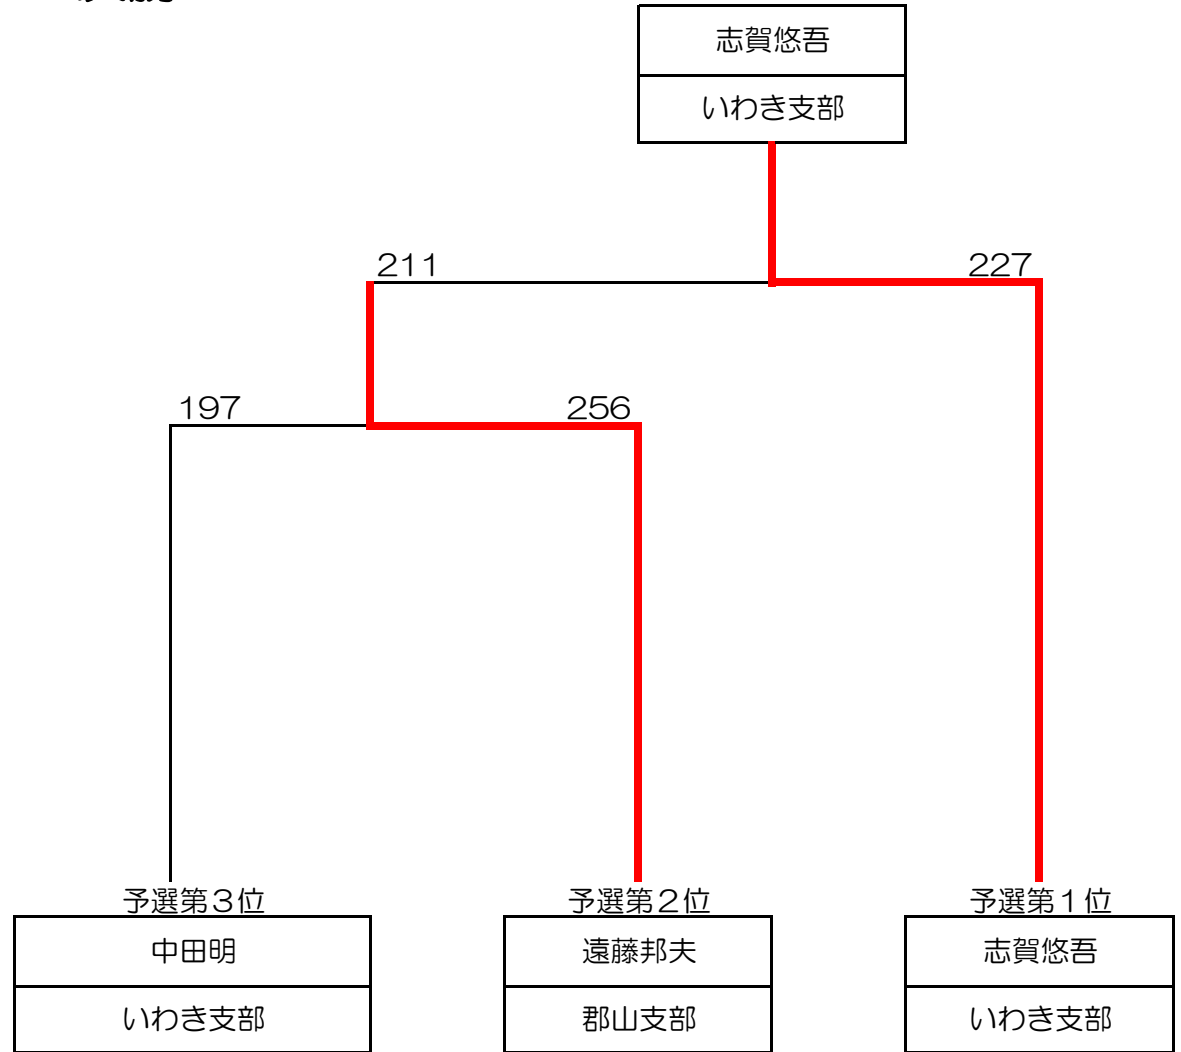 志賀悠吾
いわき支部
211
227
197
256
予選第3位
予選第2位
予選第1位
中田明
遠藤邦夫
志賀悠吾
いわき支部
郡山支部
いわき支部